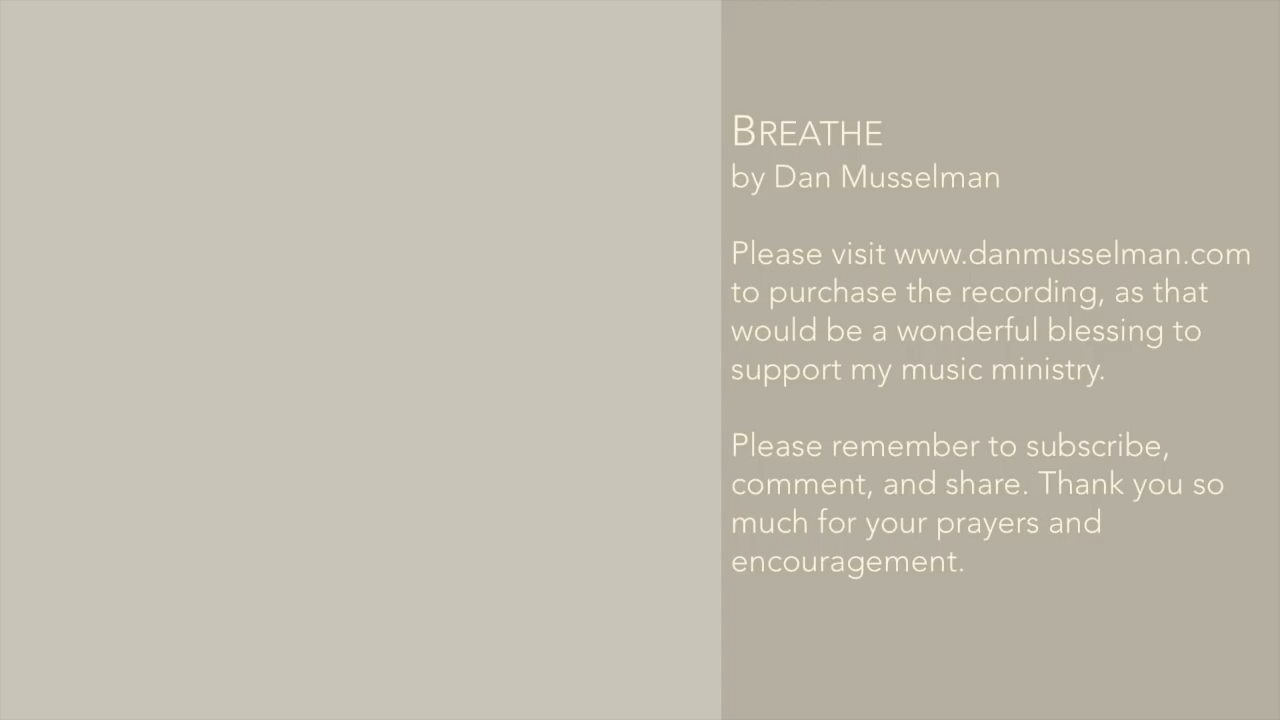 BREATHE
by Dan Musselman
Please visit www.danmusselman.com
to purchase the recording, as that
would be a wonderful blessing to
support my music ministry.
Please remember to subscribe,
comment, and share. Thank you so
much for your prayers and
encouragement.